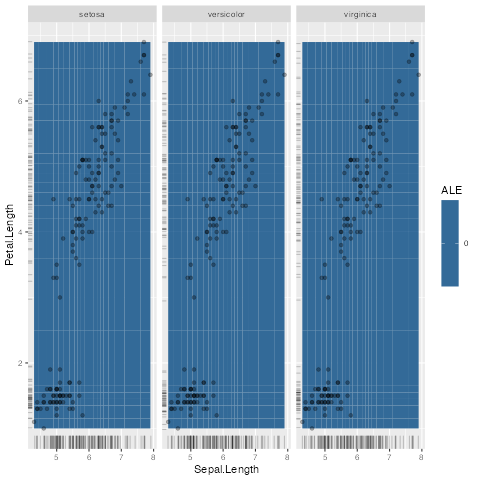 setosa versicolor virginica
6
4
2
Petal.Length
5 6 7 8 5 6 7 8 5 6 7 8
Sepal.Length
ALE
0